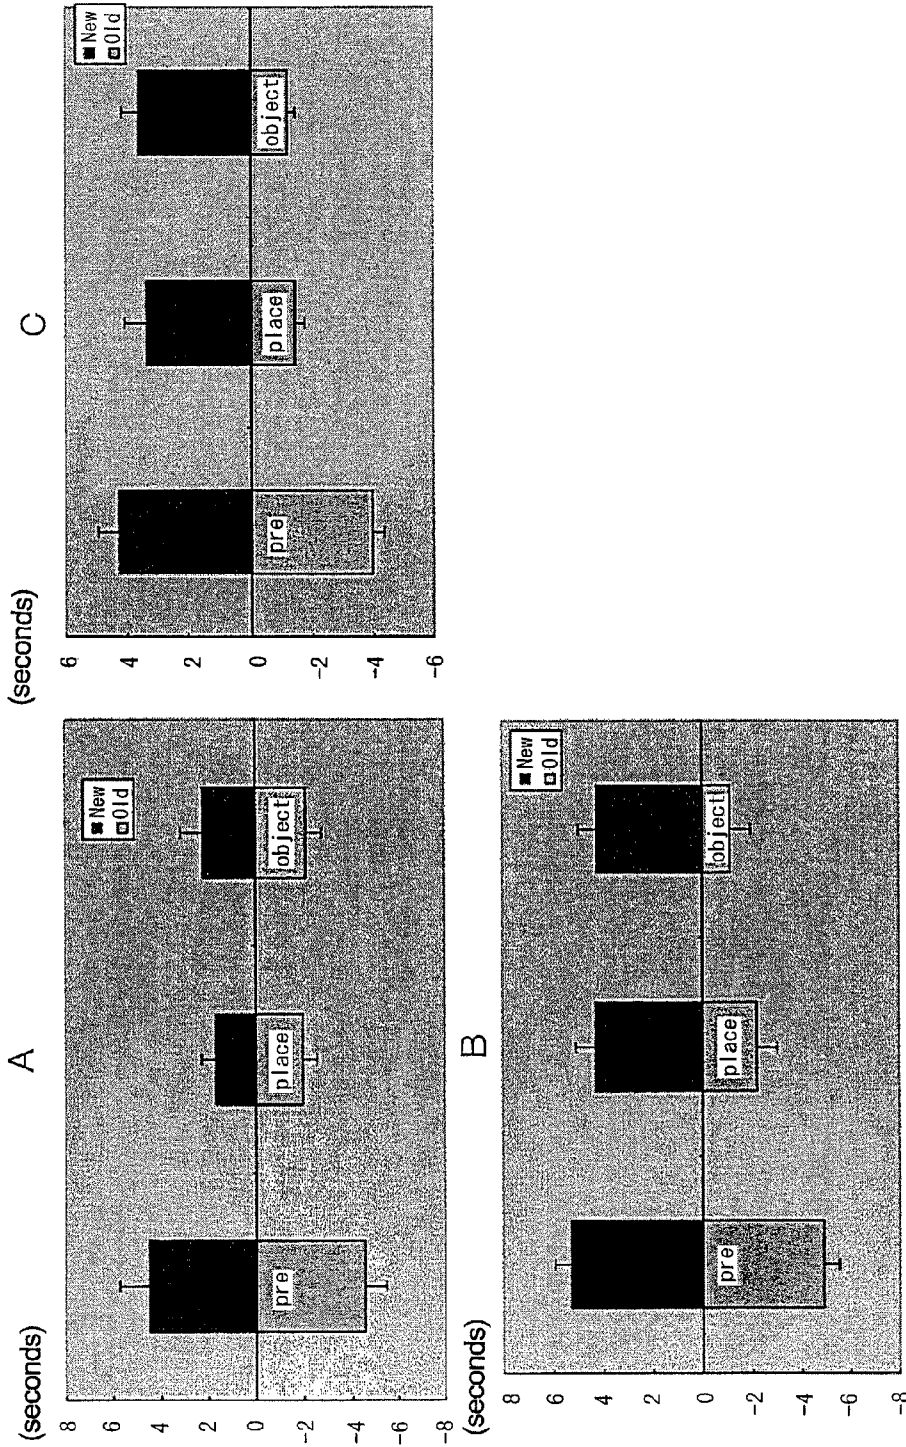 A
(seconds)
8
6
4
2
0
-2
-4
-6
-8
pre
place
object
New
Old
B
(seconds)
8
6
4
2
0
-2
-4
-6
-8
pre
place
object
New
Old
C
(seconds)
6
4
2
0
-2
-4
-6
pre
place
object
New
Old